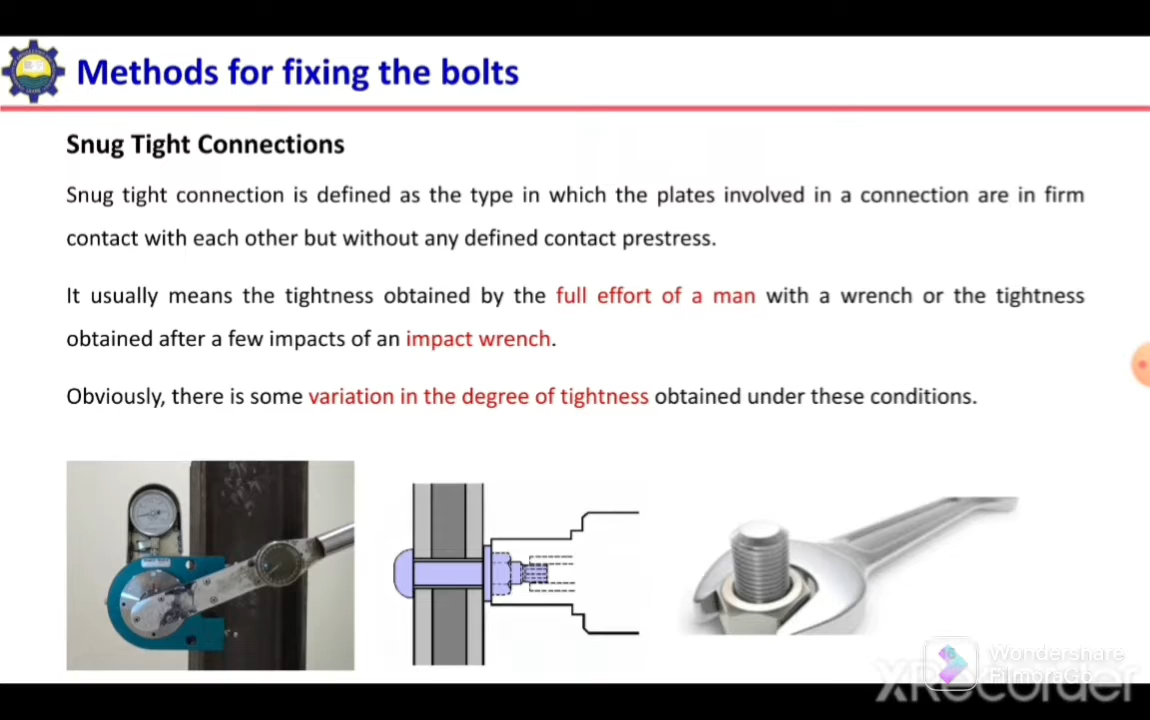 Methods for fixing the bolts
Snug Tight Connections
Snug tight connection is defined as the type in which the plates involved in a connection are in firm
contact with each other but without any defined contact prestress.
It usually means the tightness obtained by the full effort of a man with a wrench or the tightness
obtained after a few impacts of an impact wrench.
Obviously, there is some variation in the degree of tightness obtained under these conditions.
Wondershare
FilmoraGo
XRecorder